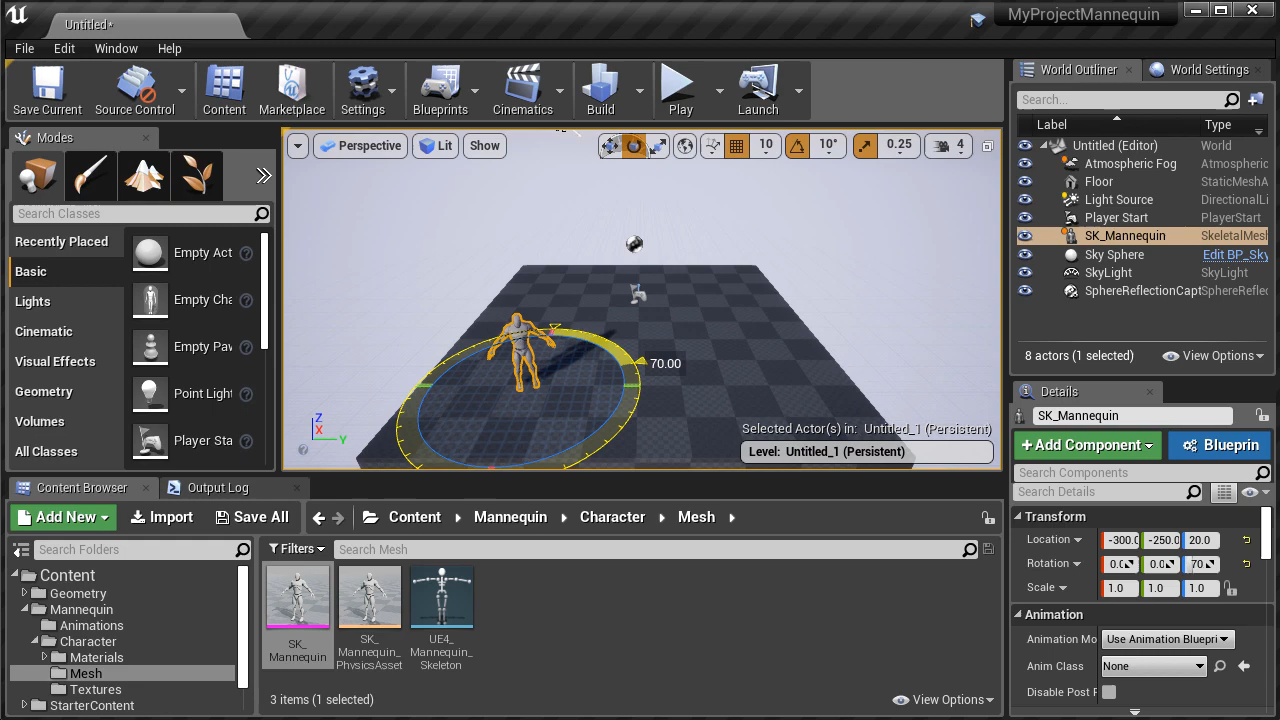 Untitled*
MyProjectMannequin
File Edit Window Help
Save Current
Source Control
Content
Marketplace
Settings
Blueprints
Cinematics
Build
Play
Launch
Modes
Search Classes
Recently Placed
Basic
Lights
Cinematic
Visual Effects
Geometry
Volumes
All Classes
Empty Act
Empty Cha
Empty Paw
Point Light
Player Sta
Perspective
Lit
Show
10
10°
0.25
4
70.00
Z
X
Y
Selected Actor(s) in: Untitled_1 (Persistent)
Level: Untitled_1 (Persistent)
World Outliner
World Settings
Search...
Label Type
Untitled (Editor) World
Atmospheric Fog Atmospheric
Floor StaticMeshA
Light Source DirectionalLi
Player Start PlayerStart
SK_Mannequin SkeletalMesh
Sky Sphere Edit BP_Sky
SkyLight SkyLight
SphereReflectionCapt SphereReflec
8 actors (1 selected)
View Options
Details
SK_Mannequin
+Add Component
Blueprin
Search Components
Search Details
Transform
Location -300.0 -250.0 20.0
Rotation 0.0 0.0 70
Scale 1.0 1.0 1.0
Animation
Animation Mo Use Animation Bluepri
Anim Class None
Disable Post P
Content Browser
Output Log
Add New
Import
Save All
Content Mannequin Character Mesh
Search Folders
Content
Geometry
Mannequin
Animations
Character
Materials
Mesh
Textures
StarterContent
Filters
Search Mesh
SK_
Mannequin
SK_
Mannequin_
PhysicsAsset
UE4_
Mannequin_
Skeleton
3 items (1 selected)
View Options